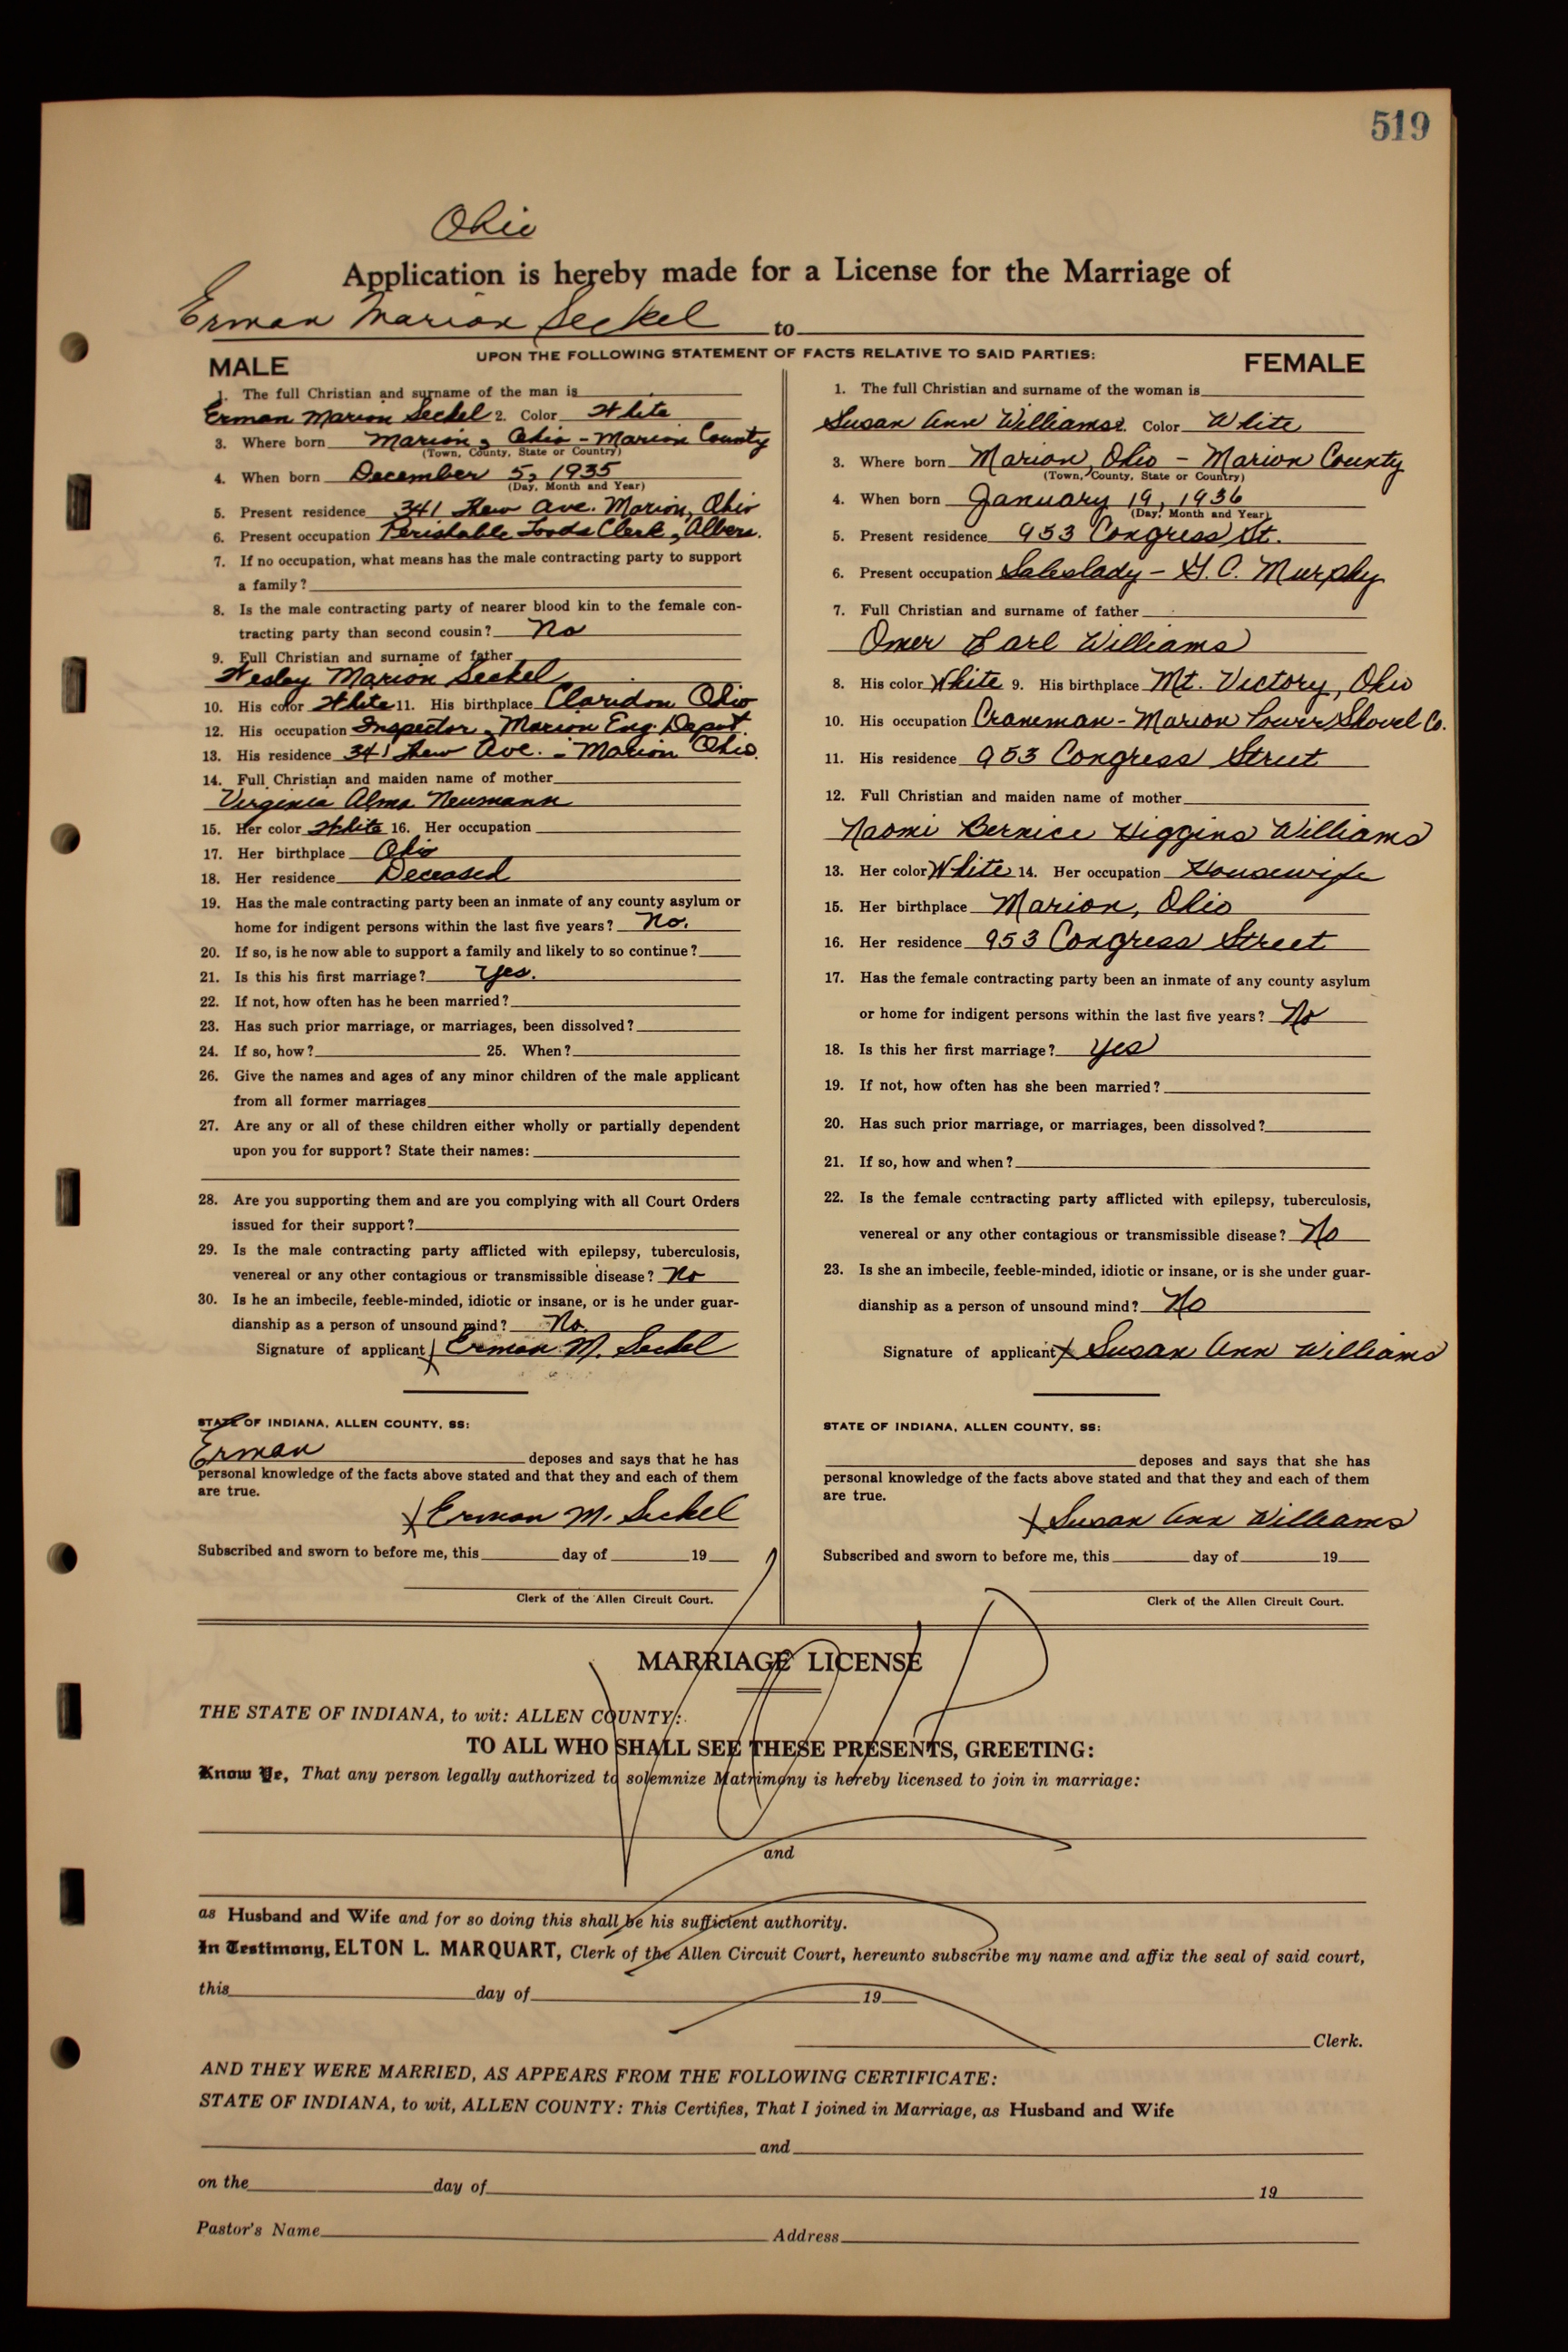 519
Ohio
Application is hereby made for a License for the Marriage of
Erman Marion Seckel to
UPON THE FOLLOWING STATEMENT OF FACTS RELATIVE TO SAID PARTIES:
MALE
1. The full Christian and surname of the man is
Erman Marion Seckel 2. Color White
3. Where born Marion, Ohio - Marion County
(Town, County, State or Country)
4. When born December 5, 1935
(Day, Month and Year)
5. Present residence 341 Ave. Marion, Ohio
6. Present occupation Perishable Foods Clerk, Albers.
7. If no occupation, what means has the male contracting party to support
a family?
8. Is the male contracting party of nearer blood kin to the female con-
tracting party than second cousin? No
9. Full Christian and surname of father
Wesley Marion Seckel
10. His color White 11. His birthplace Claridon Ohio
12. His occupation Inspector, Marion Eng. Depot.
13. His residence 341 Ave. - Marion Ohio
14. Full Christian and maiden name of mother
Virginia Alma Neumann
15. Her color White 16. Her occupation
17. Her birthplace Ohio
18. Her residence Deceased
19. Has the male contracting party been an inmate of any county asylum or
home for indigent persons within the last five years? No.
20. If so, is he now able to support a family and likely to so continue?
21. Is this his first marriage? Yes.
22. If not, how often has he been married?
23. Has such prior marriage, or marriages, been dissolved?
24. If so, how? 25. When?
26. Give the names and ages of any minor children of the male applicant
from all former marriages
27. Are any or all of these children either wholly or partially dependent
upon you for support? State their names:
28. Are you supporting them and are you complying with all Court Orders
issued for their support?
29. Is the male contracting party afflicted with epilepsy, tuberculosis,
venereal or any other contagious or transmissible disease? No
30. Is he an imbecile, feeble-minded, idiotic or insane, or is he under guar-
dianship as a person of unsound mind? No
Signature of applicant X Erman M. Seckel
STATE OF INDIANA, ALLEN COUNTY, SS:
Erman deposes and says that he has
personal knowledge of the facts above stated and that they and each of them
are true.
X Erman M. Seckel
Subscribed and sworn to before me, this day of 19
Clerk of the Allen Circuit Court.
FEMALE
1. The full Christian and surname of the woman is
Susan Ann Williams 2. Color White
3. Where born Marion, Ohio - Marion County
(Town, County, State or Country)
4. When born January 19, 1936
(Day, Month and Year)
5. Present residence 953 Congress St.
6. Present occupation Saleslady - G. C. Murphy
7. Full Christian and surname of father
Omer Earl Williams
8. His color White 9. His birthplace Mt. Victory, Ohio
10. His occupation Craneman - Marion Power Shovel Co.
11. His residence 953 Congress Street
12. Full Christian and maiden name of mother
Naomi Bernice Higgins Williams
13. Her color White 14. Her occupation Housewife
15. Her birthplace Marion, Ohio
16. Her residence 953 Congress Street
17. Has the female contracting party been an inmate of any county asylum
or home for indigent persons within the last five years? No
18. Is this her first marriage? Yes
19. If not, how often has she been married?
20. Has such prior marriage, or marriages, been dissolved?
21. If so, how and when?
22. Is the female contracting party afflicted with epilepsy, tuberculosis,
venereal or any other contagious or transmissible disease? No
23. Is she an imbecile, feeble-minded, idiotic or insane, or is she under guar-
dianship as a person of unsound mind? No
Signature of applicant X Susan Ann Williams
STATE OF INDIANA, ALLEN COUNTY, SS:
deposes and says that she has
personal knowledge of the facts above stated and that they and each of them
are true.
X Susan Ann Williams
Subscribed and sworn to before me, this day of 19
Clerk of the Allen Circuit Court.
MARRIAGE LICENSE
THE STATE OF INDIANA, to wit: ALLEN COUNTY:
TO ALL WHO SHALL SEE THESE PRESENTS, GREETING:
Know Ye, That any person legally authorized to solemnize Matrimony is hereby licensed to join in marriage:
and
as Husband and Wife and for so doing this shall be his sufficient authority.
In Testimony, ELTON L. MARQUART, Clerk of the Allen Circuit Court, hereunto subscribe my name and affix the seal of said court,
this day of 19
Clerk.
AND THEY WERE MARRIED, AS APPEARS FROM THE FOLLOWING CERTIFICATE:
STATE OF INDIANA, to wit, ALLEN COUNTY: This Certifies, That I joined in Marriage, as Husband and Wife
and
on the day of 19
Pastor's Name Address